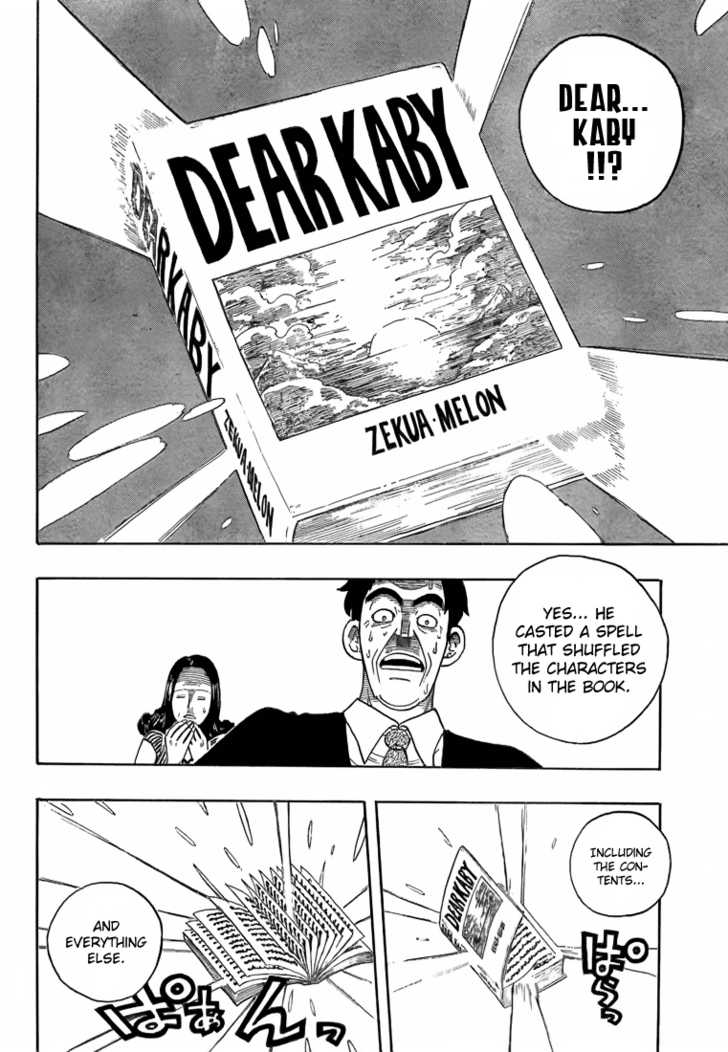 DEAR...
KABY
!!?
DEAR KABY
DEAR KABY
ZEKUA·MELON
ZEKUA·MELON
YES... HE
CASTED A SPELL
THAT SHUFFLED
THE CHARACTERS
IN THE BOOK.
INCLUDING
THE CON-
TENTS...
DEAR KABY
ぱらっ
AND
EVERYTHING
ELSE.
ぱぁんっ